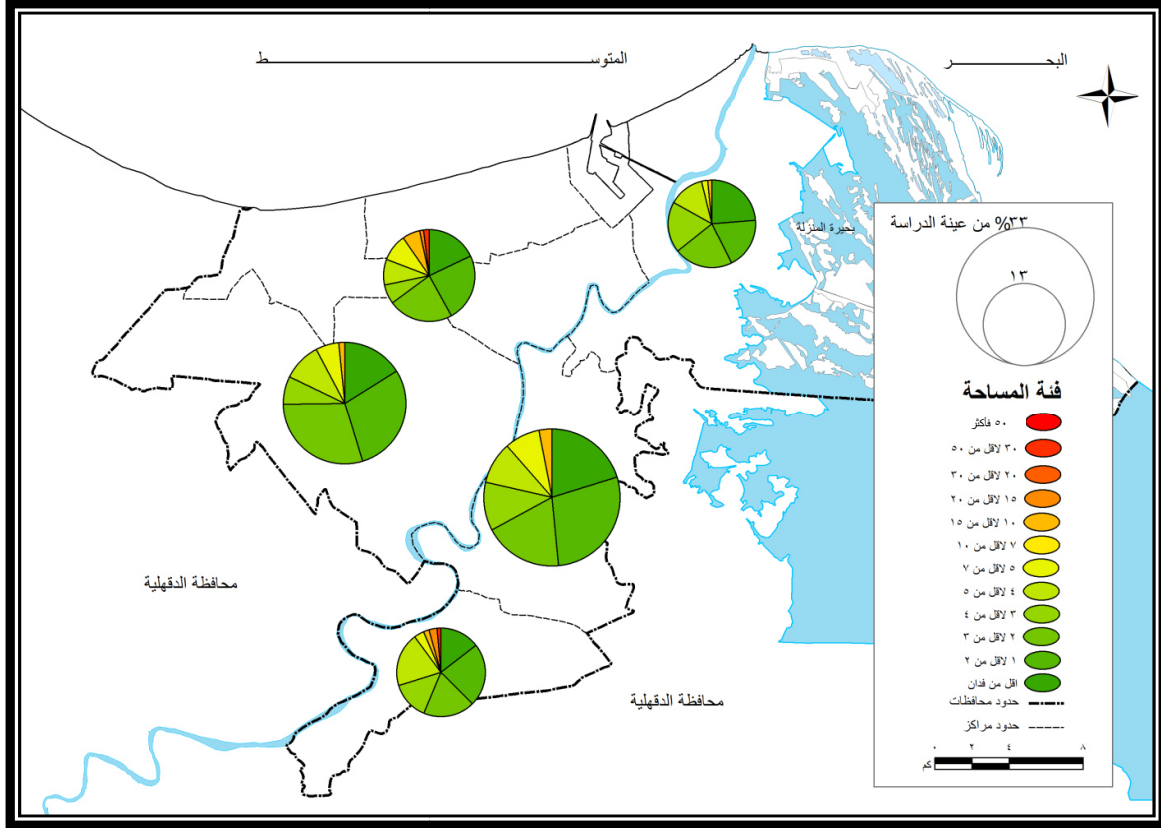 البحـــــــــــر المتوســــــــــــــــــــــــــــــــــــــــــــط
بحيرة المنزلة
محافظة الدقهلية
محافظة الدقهلية
٣٣% من عينة الدراسة
١٣
فئة المساحة
٥٠ فاكثر
٣٠ لاقل من ٥٠
٢٠ لاقل من ٣٠
١٥ لاقل من ٢٠
١٠ لاقل من ١٥
٧ لاقل من ١٠
٥ لاقل من ٧
٤ لاقل من ٥
٣ لاقل من ٤
٢ لاقل من ٣
١ لاقل من ٢
اقل من فدان
حدود محافظات
حدود مراكز
٠ ٢ ٤ ٨
كم